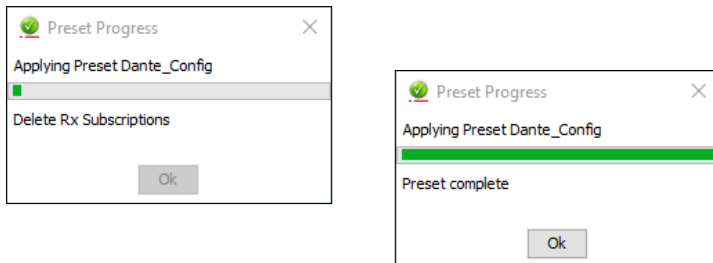 Preset Progress
Applying Preset Dante_Config
Delete Rx Subscriptions
Ok
Preset Progress
Applying Preset Dante_Config
Preset complete
Ok